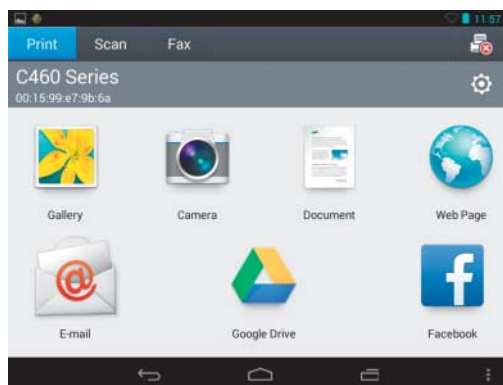 11:57
Print Scan Fax
C460 Series
00:15:99:e7:9b:6a
Gallery Camera Document Web Page
E-mail Google Drive Facebook